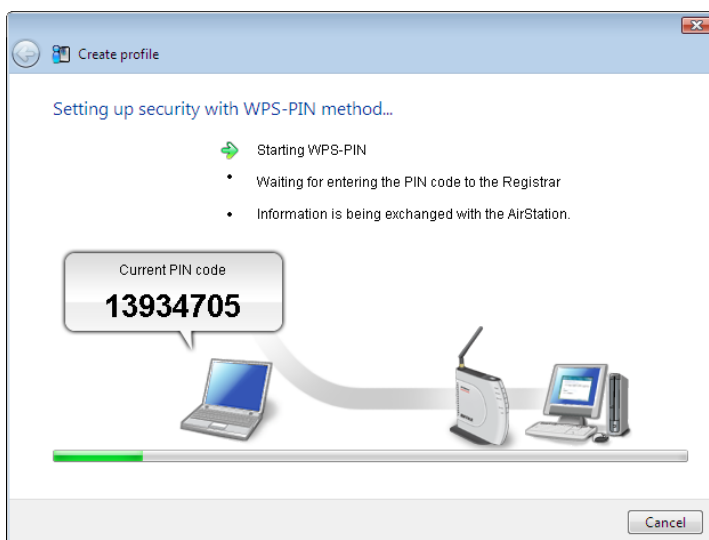 Create profile
Setting up security with WPS-PIN method...
Starting WPS-PIN
• Waiting for entering the PIN code to the Registrar
• Information is being exchanged with the AirStation.
Current PIN code
13934705
Cancel